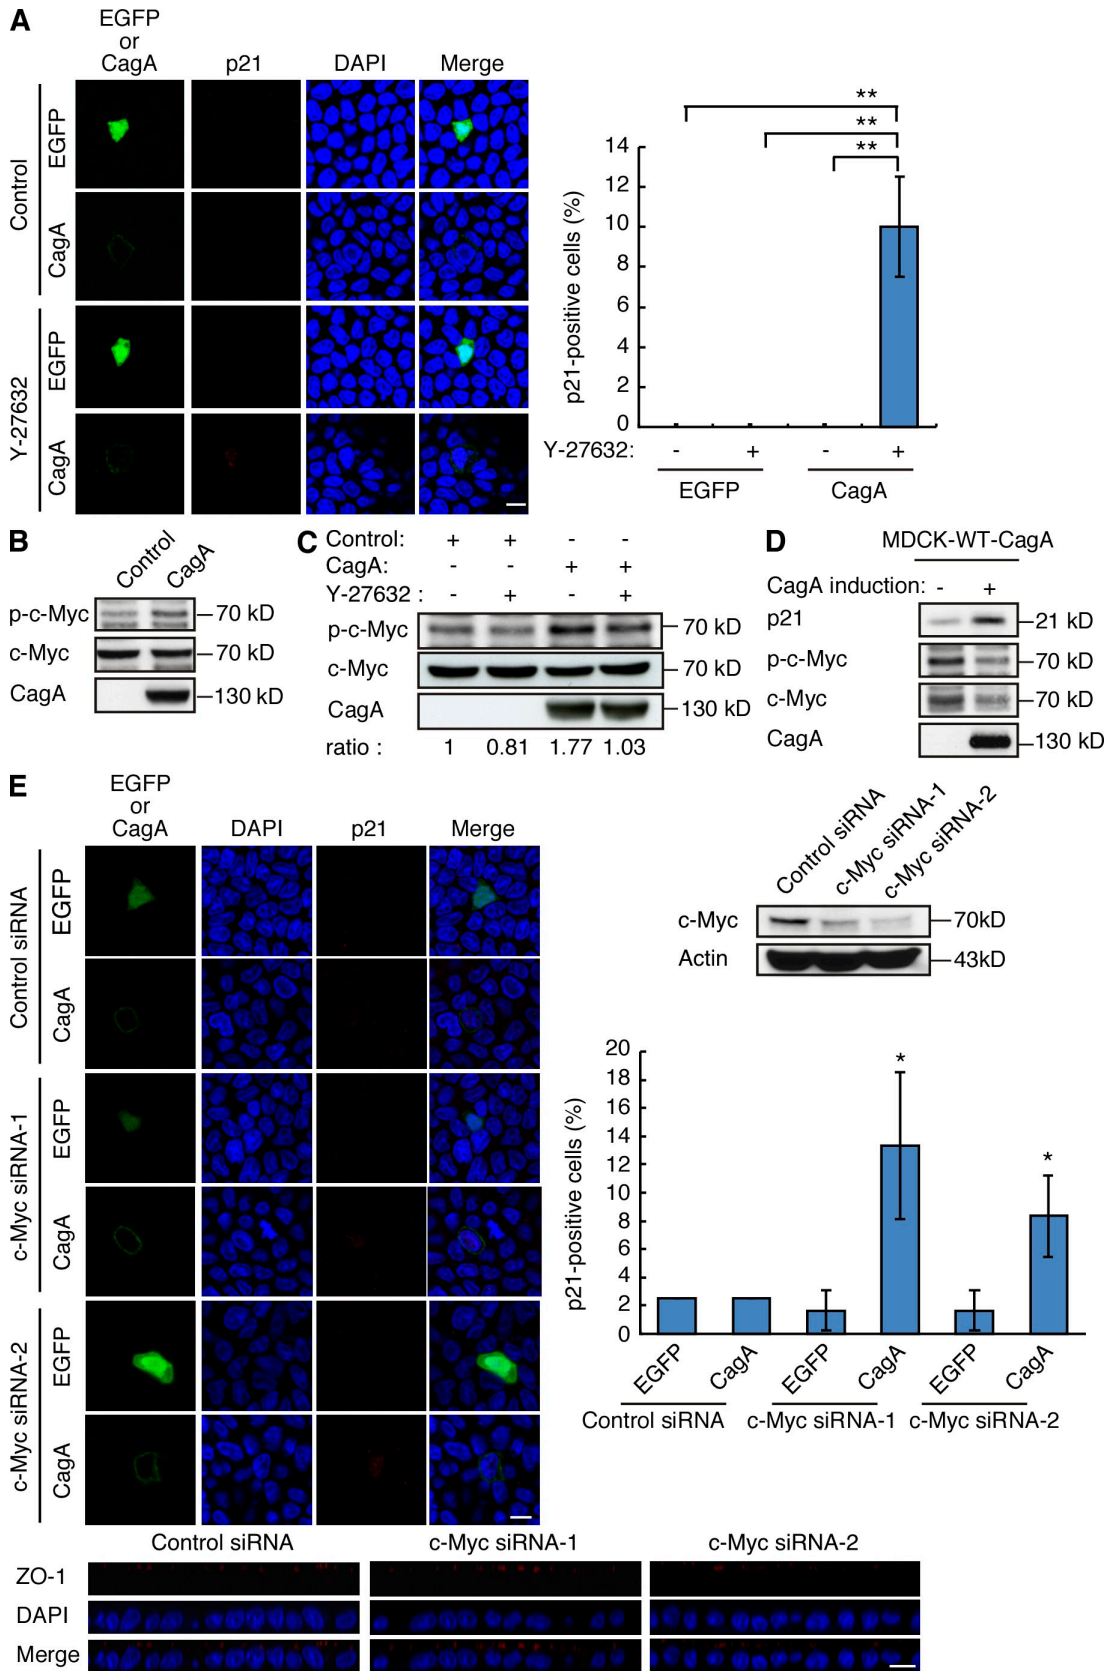 A
EGFP
or
CagA
p21
DAPI
Merge
Control
EGFP
CagA
Y-27632
EGFP
CagA
p21-positive cells (%)
14
12
10
8
6
4
2
0
**
**
**
Y-27632: - + - +
EGFP CagA
B
Control
CagA
p-c-Myc 70 kD
c-Myc 70 kD
CagA 130 kD
C
Control: + + - -
CagA: - - + +
Y-27632 : - + - +
p-c-Myc 70 kD
c-Myc 70 kD
CagA 130 kD
ratio : 1 0.81 1.77 1.03
D
MDCK-WT-CagA
CagA induction: - +
p21 21 kD
p-c-Myc 70 kD
c-Myc 70 kD
CagA 130 kD
E
EGFP
or
CagA
DAPI
p21
Merge
Control siRNA
EGFP
CagA
c-Myc siRNA-1
EGFP
CagA
c-Myc siRNA-2
EGFP
CagA
Control siRNA
c-Myc siRNA-1
c-Myc siRNA-2
c-Myc 70kD
Actin 43kD
p21-positive cells (%)
20
18
16
14
12
10
8
6
4
2
0
*
*
EGFP CagA EGFP CagA EGFP CagA
Control siRNA c-Myc siRNA-1 c-Myc siRNA-2
Control siRNA c-Myc siRNA-1 c-Myc siRNA-2
ZO-1
DAPI
Merge